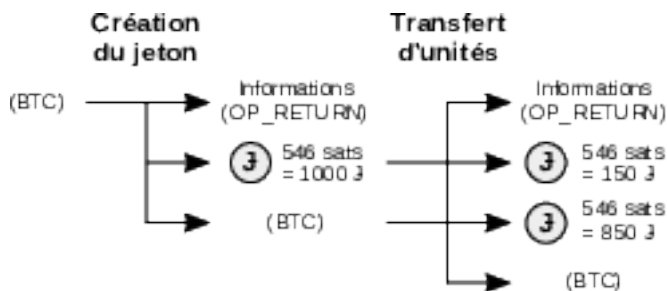 Création
du jeton
Transfert
d'unités
(BTC)
Informations
(OP_RETURN)
J 546 sats
= 1000 J
(BTC)
Informations
(OP_RETURN)
J 546 sats
= 150 J
J 546 sats
= 850 J
(BTC)